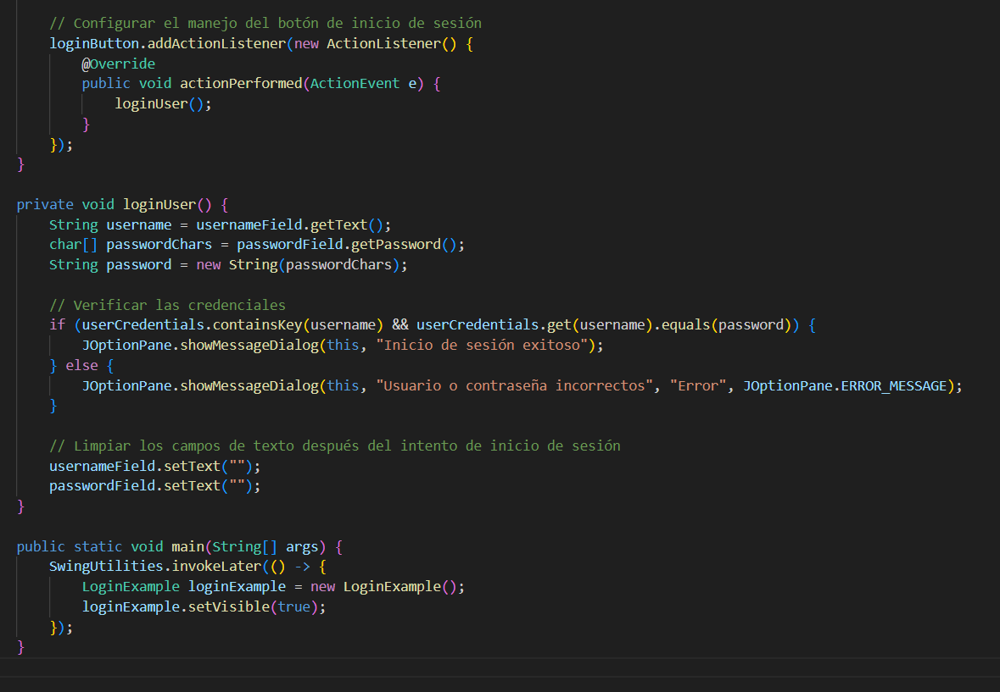 // Configurar el manejo del botón de inicio de sesión
loginButton.addActionListener(new ActionListener() {
@Override
public void actionPerformed(ActionEvent e) {
loginUser();
}
});
}
private void loginUser() {
String username = usernameField.getText();
char[] passwordChars = passwordField.getPassword();
String password = new String(passwordChars);
// Verificar las credenciales
if (userCredentials.containsKey(username) && userCredentials.get(username).equals(password)) {
JOptionPane.showMessageDialog(this, "Inicio de sesión exitoso");
} else {
JOptionPane.showMessageDialog(this, "Usuario o contraseña incorrectos", "Error", JOptionPane.ERROR_MESSAGE);
}
// Limpiar los campos de texto después del intento de inicio de sesión
usernameField.setText("");
passwordField.setText("");
}
public static void main(String[] args) {
SwingUtilities.invokeLater(() -> {
LoginExample loginExample = new LoginExample();
loginExample.setVisible(true);
});
}